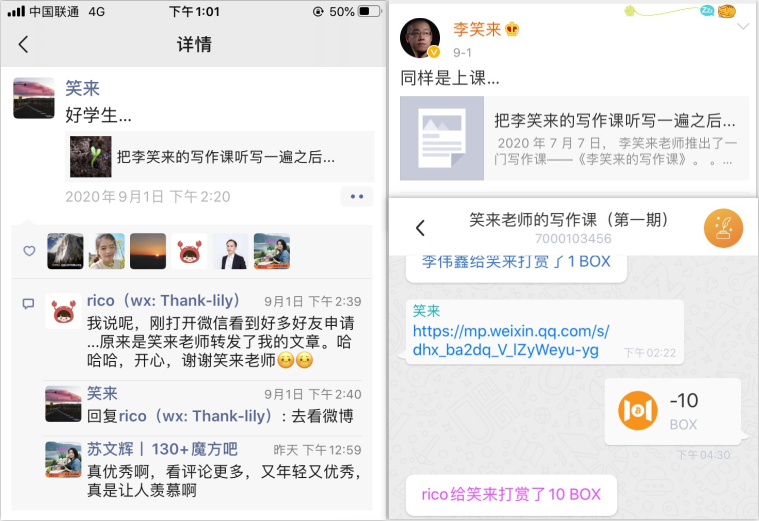 中国联通 4G
下午1:01
50%
详情
笑来
好学生...
把李笑来的写作课听写一遍之后...
2020年9月1日 下午2:20
rico（wx: Thank-lily） 9月1日 下午2:39
我说呢，刚打开微信看到好多好友申请
...原来是笑来老师转发了我的文章。哈
哈哈，开心，谢谢笑来老师
笑来 9月1日 下午2:40
回复rico（wx: Thank-lily）: 去看微博
苏文辉丨130+魔方吧 昨天 下午12:59
真优秀啊，看评论更多，又年轻又优秀，
真是让人羡慕啊
李笑来
9-1
同样是上课...
把李笑来的写作课听写一遍之后...
2020 年 7 月 7 日， 李笑来老师推出了一
门写作课——《李笑来的写作课》。 。...
笑来老师的写作课（第一期）
7000103456
李伟鑫给笑来打赏了1 BOX
笑来
https://mp.weixin.qq.com/s/
dhx_ba2dq_V_lZyWeyu-yg
下午02:22
-10
BOX
下午04:30
rico给笑来打赏了10 BOX